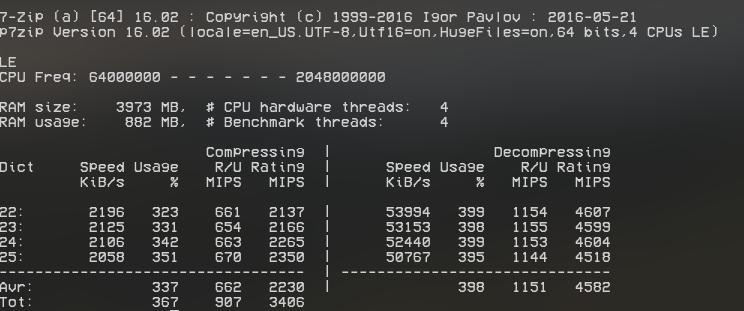 7-Zip (a) [64] 16.02 : Copyright (c) 1999-2016 Igor Pavlov : 2016-05-21
p7zip Version 16.02 (locale=en_US.UTF-8,Utf16=on,HugeFiles=on,64 bits,4 CPUs LE)

LE
CPU Freq: 64000000 - - - - - - - 2048000000

RAM size:    3973 MB,  # CPU hardware threads:   4
RAM usage:    882 MB,  # Benchmark threads:      4

                       Compressing  |                  Decompressing
Dict     Speed Usage    R/U Rating  |      Speed Usage    R/U Rating
         KiB/s     %   MIPS   MIPS  |      KiB/s     %   MIPS   MIPS

22:       2196   323    661   2137  |      53994   399   1154   4607
23:       2125   331    654   2166  |      53153   398   1155   4599
24:       2106   342    663   2265  |      52440   399   1153   4604
25:       2058   351    670   2350  |      50767   395   1144   4518
----------------------------------  | ------------------------------
Avr:             337    662   2230  |              398   1151   4582
Tot:             367    907   3406